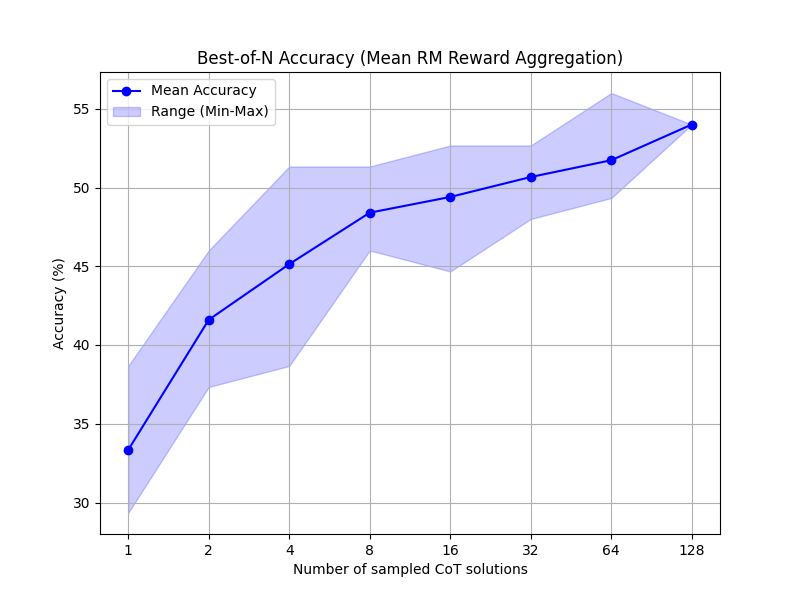 Best-of-N Accuracy (Mean RM Reward Aggregation)
Mean Accuracy
Range (Min-Max)
55
50
45
40
35
30
Accuracy (%)
1 2 4 8 16 32 64 128
Number of sampled CoT solutions